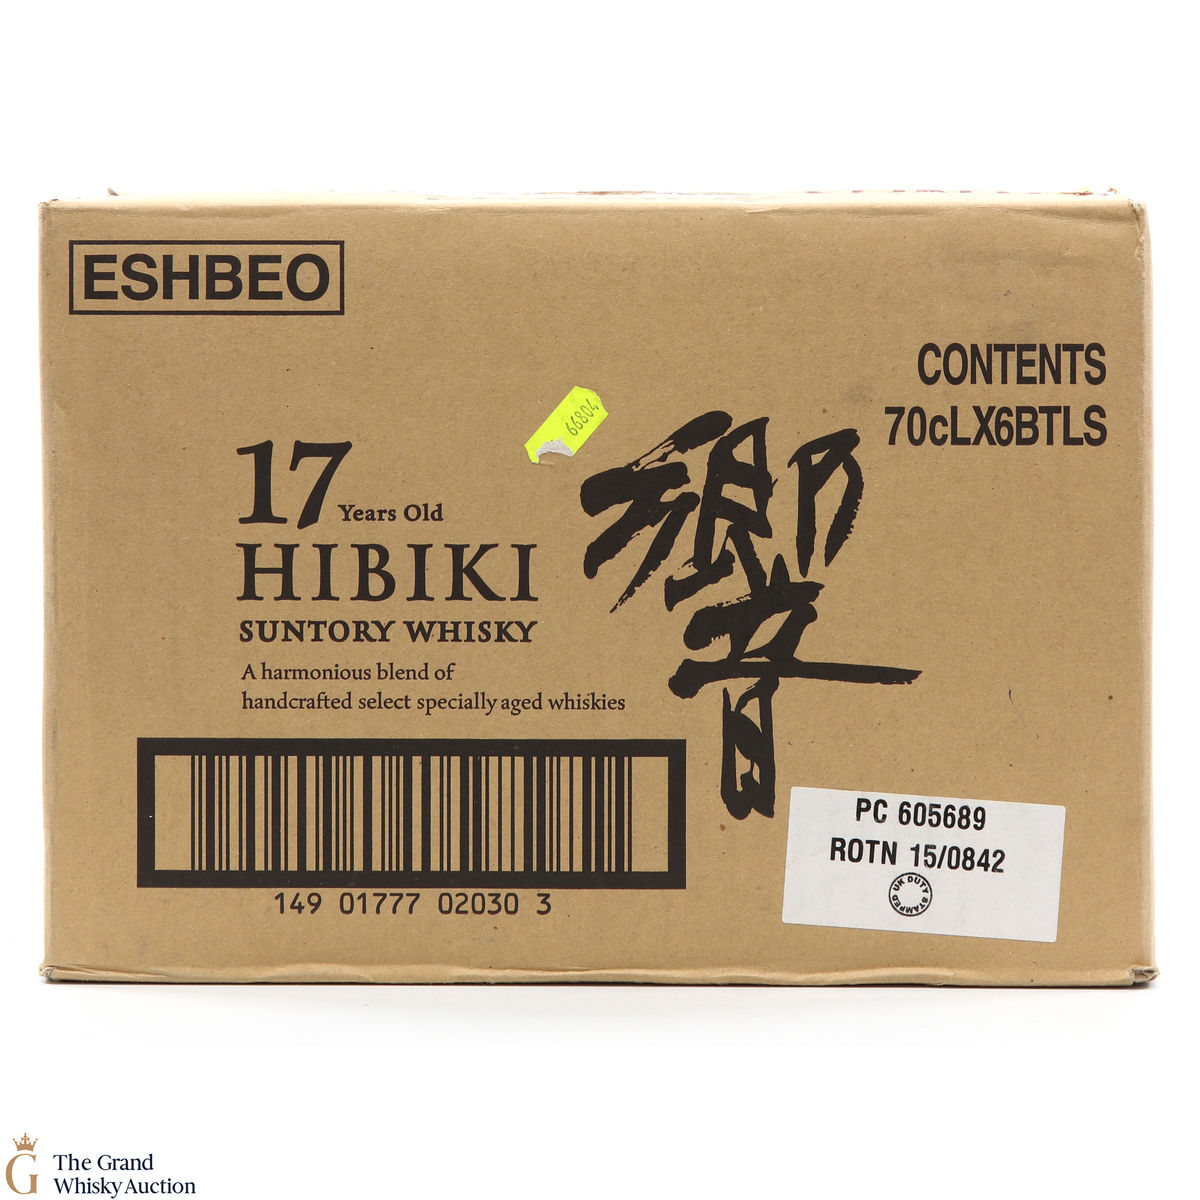 ESHBEO
CONTENTS
70cLX6BTLS
66804
17 Years Old
HIBIKI
SUNTORY WHISKY
A harmonious blend of
handcrafted select specially aged whiskies
響
149 01777 02030 3
PC 605689
ROTN 15/0842
UK DUTY STAMPED
G
The Grand
Whisky Auction